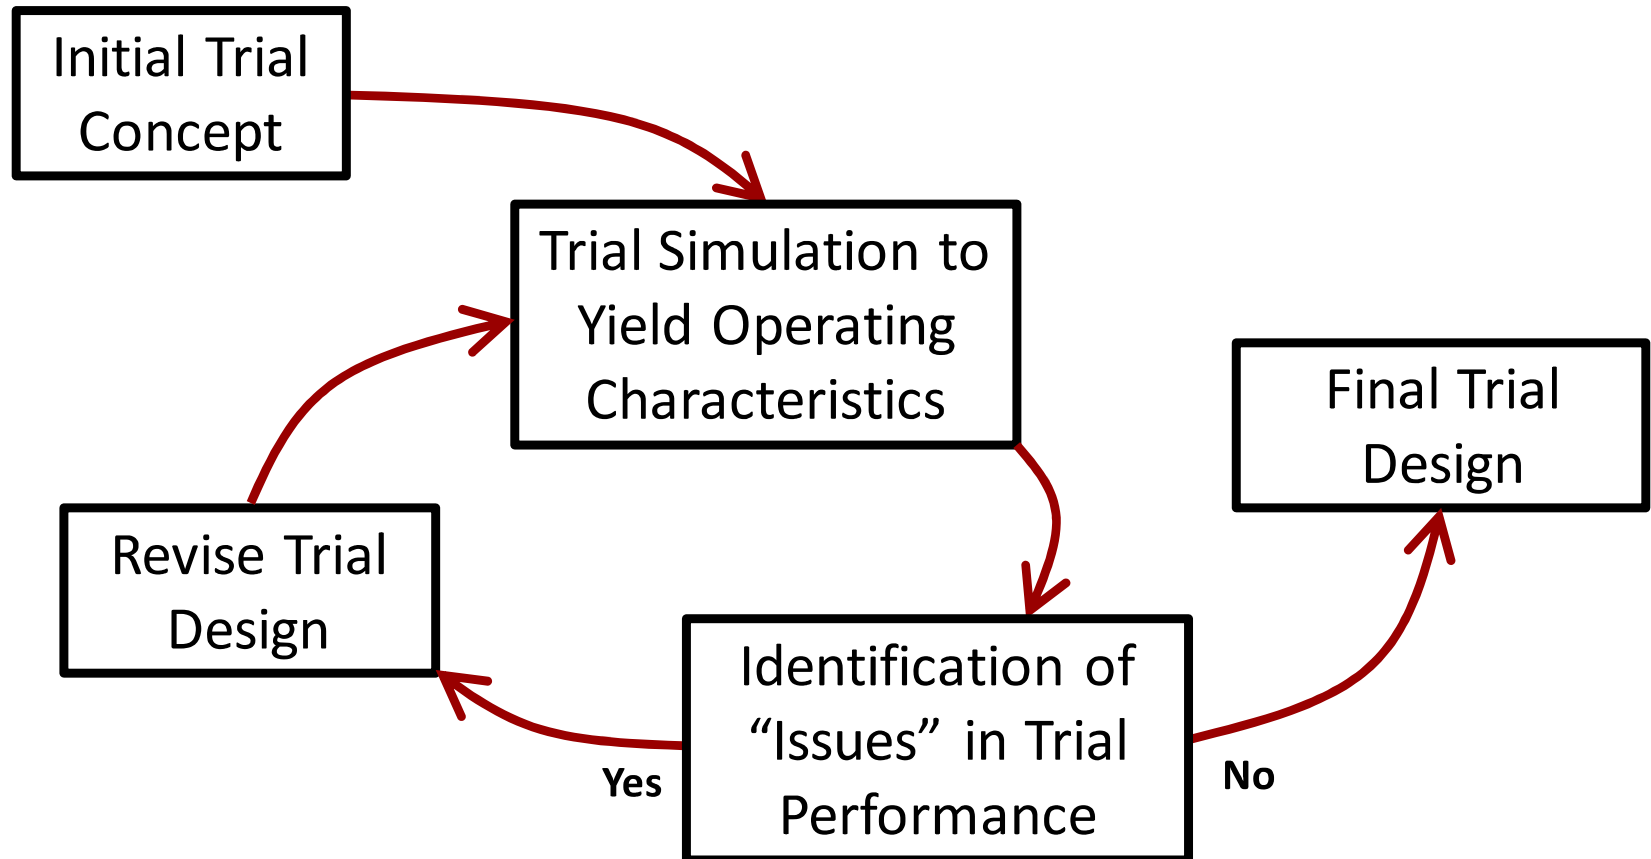 Initial Trial
Concept
Trial Simulation to
Yield Operating
Characteristics
Final Trial
Design
Revise Trial
Design
Identification of
“Issues” in Trial
Performance
Yes
No